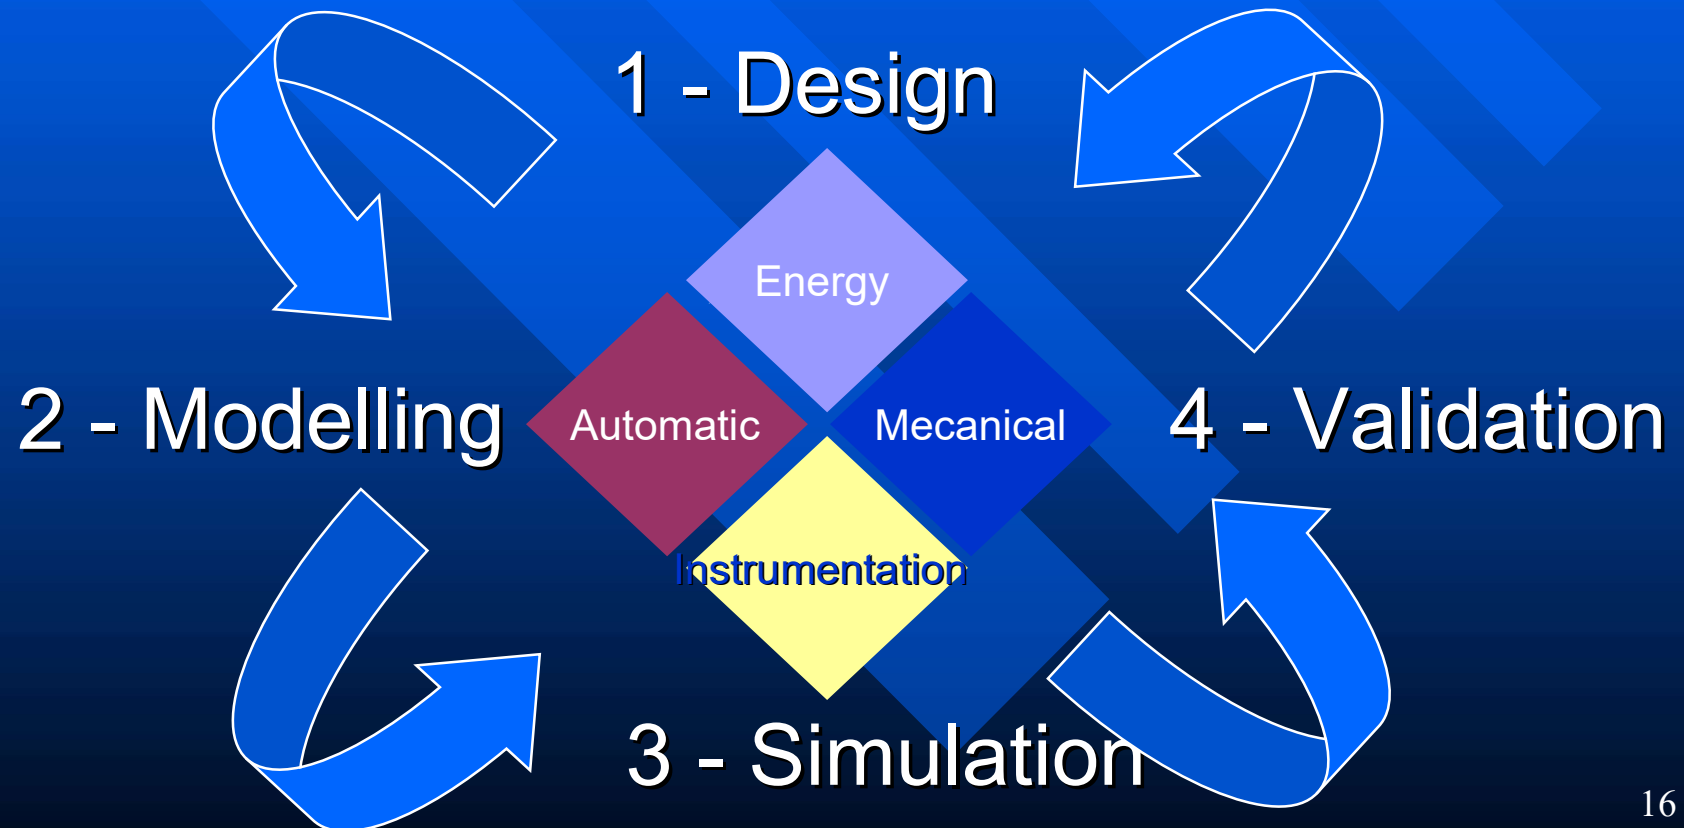 1 - Design
Energy
2 - Modelling
Automatic
Mecanical
4 - Validation
Instrumentation
3 - Simulation
16